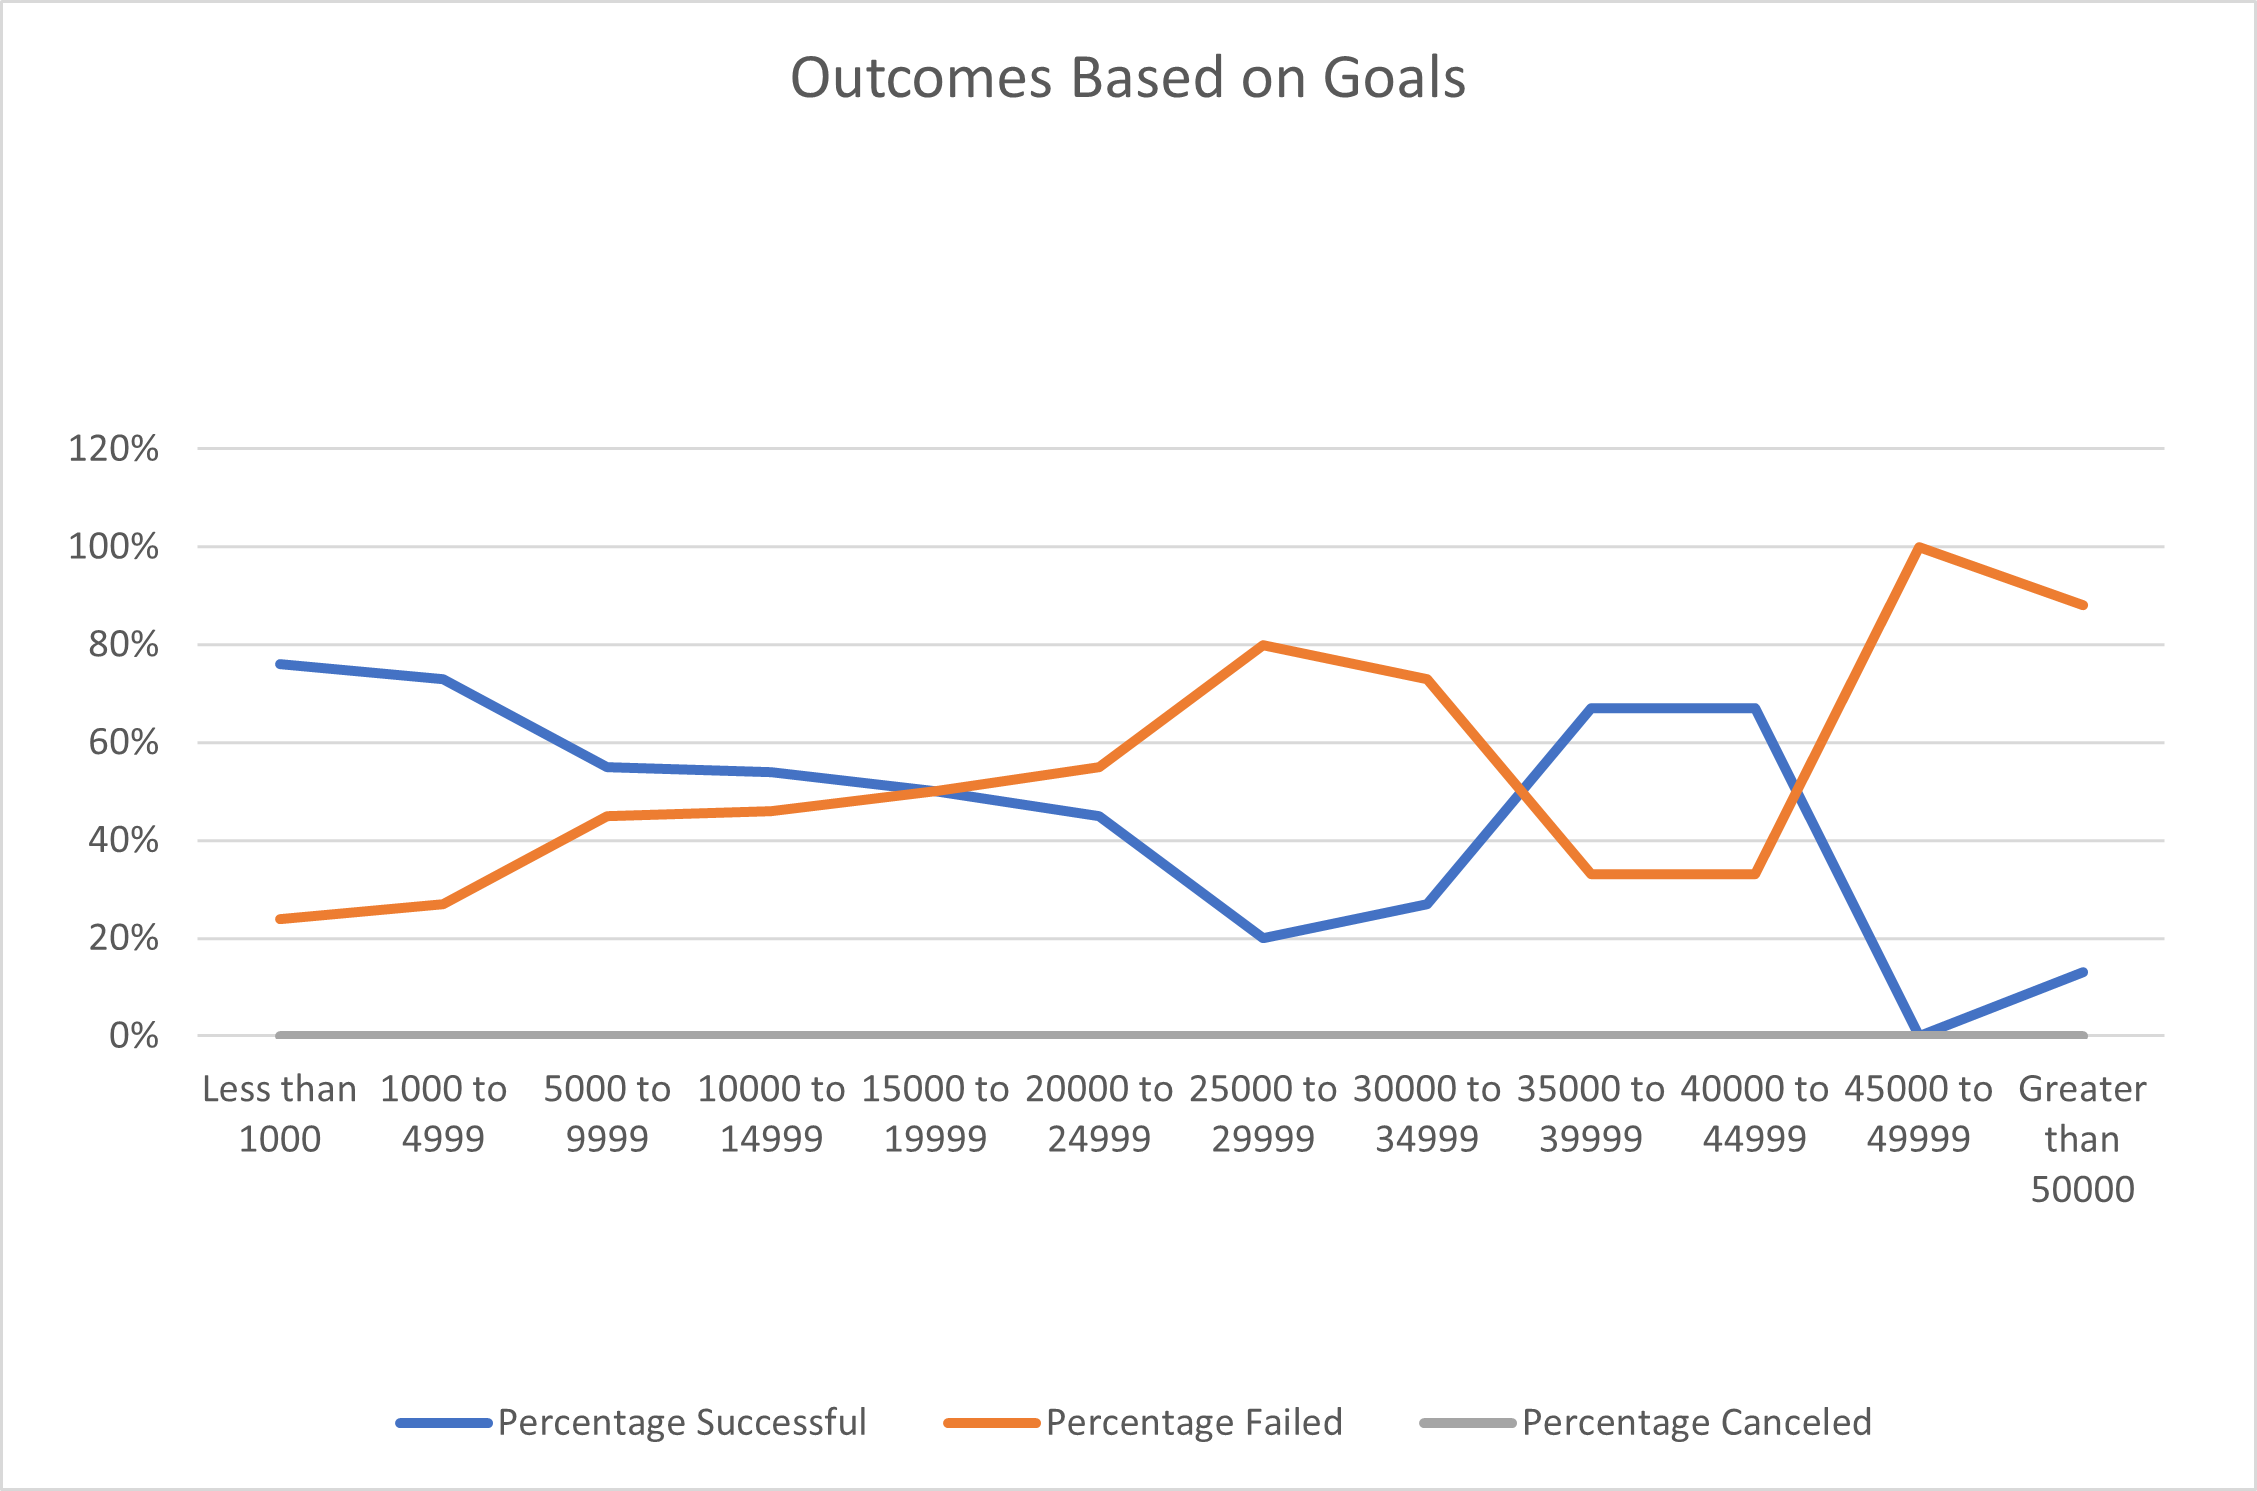 Outcomes Based on Goals
120%
100%
80%
60%
40%
20%
0%
Less than 1000 to 5000 to 10000 to 15000 to 20000 to 25000 to 30000 to 35000 to 40000 to 45000 to Greater
1000 4999 9999 14999 19999 24999 29999 34999 39999 44999 49999 than
50000
Percentage Successful Percentage Failed Percentage Canceled